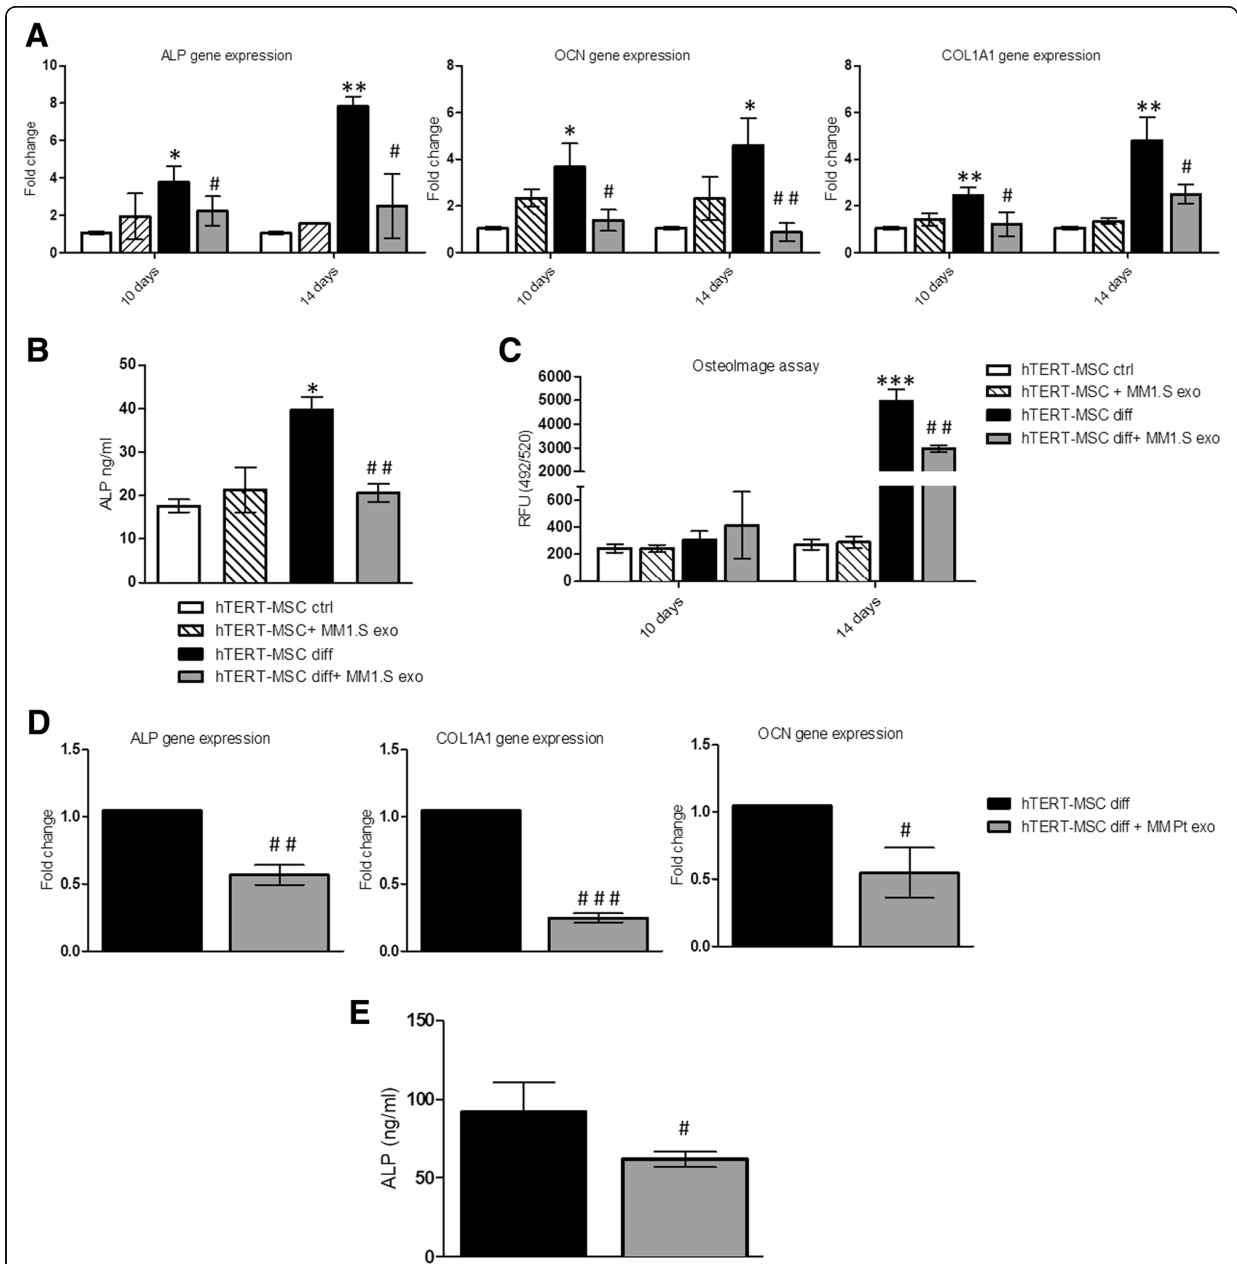 A
ALP gene expression
OCN gene expression
COL1A1 gene expression
Fold change
10
8
6
4
2
0
**
*
#
#
10 days
14 days
Fold change
8
6
4
2
0
*
*
#
# #
10 days
14 days
Fold change
8
6
4
2
0
**
**
#
#
10 days
14 days
B
ALP ng/ml
50
40
30
20
10
0
*
# #
hTERT-MSC ctrl
hTERT-MSC+ MM1.S exo
hTERT-MSC diff
hTERT-MSC diff+ MM1.S exo
C
OsteoImage assay
RFU (492/520)
6000
5000
4000
3000
2000
600
400
200
0
***
# #
10 days
14 days
hTERT-MSC ctrl
hTERT-MSC + MM1.S exo
hTERT-MSC diff
hTERT-MSC diff+ MM1.S exo
D
ALP gene expression
Fold change
1.5
1.0
0.5
0.0
# #
COL1A1 gene expression
Fold change
1.5
1.0
0.5
0.0
# # #
OCN gene expression
Fold change
1.5
1.0
0.5
0.0
#
hTERT-MSC diff
hTERT-MSC diff + MM Pt exo
E
ALP (ng/ml)
150
100
50
0
#